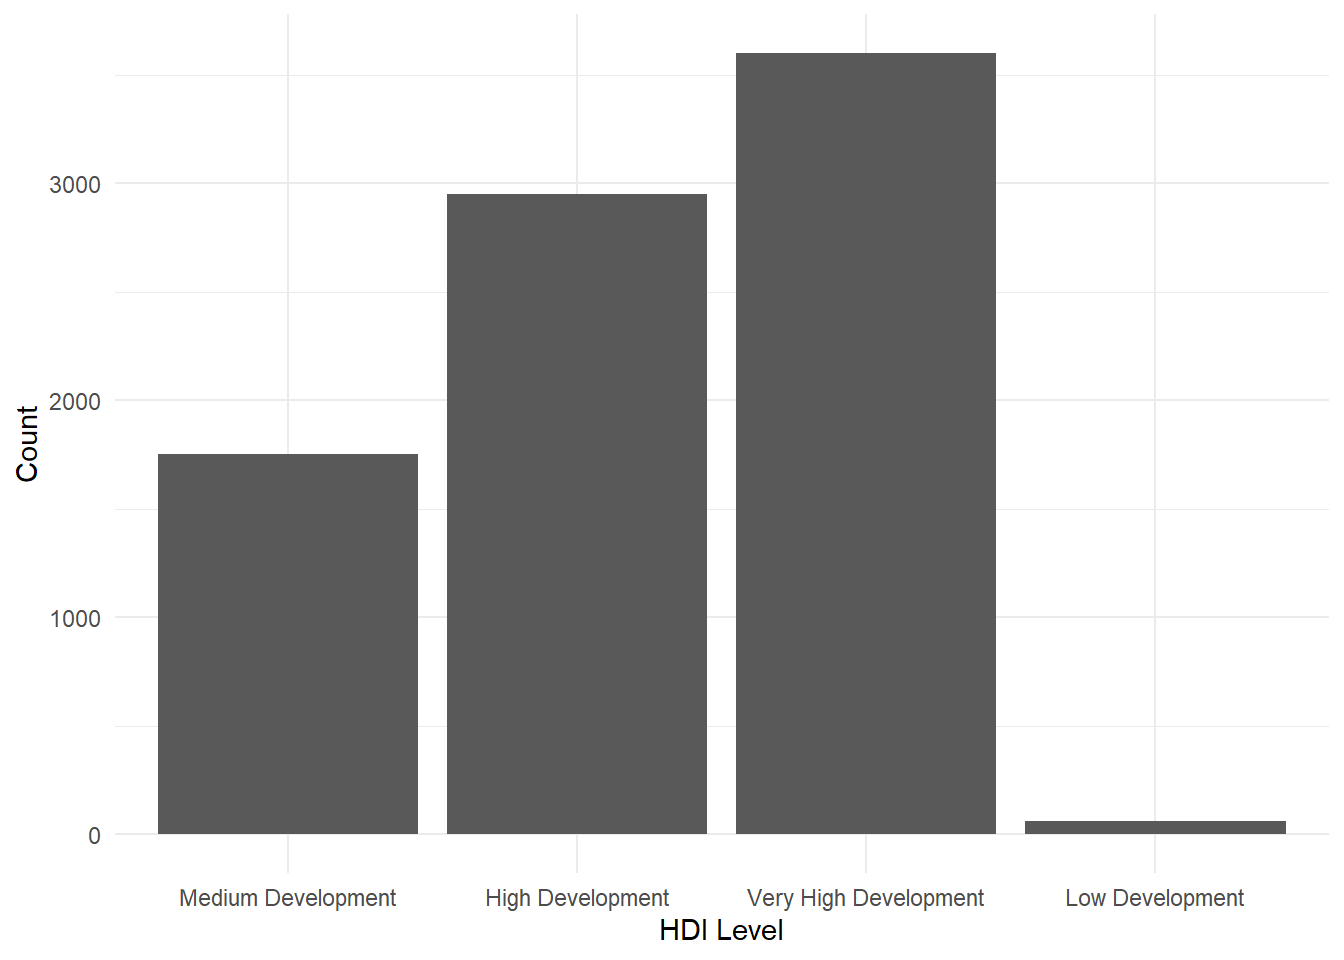 3000
2000
1000
0
Count
Medium Development
High Development
Very High Development
Low Development
HDI Level